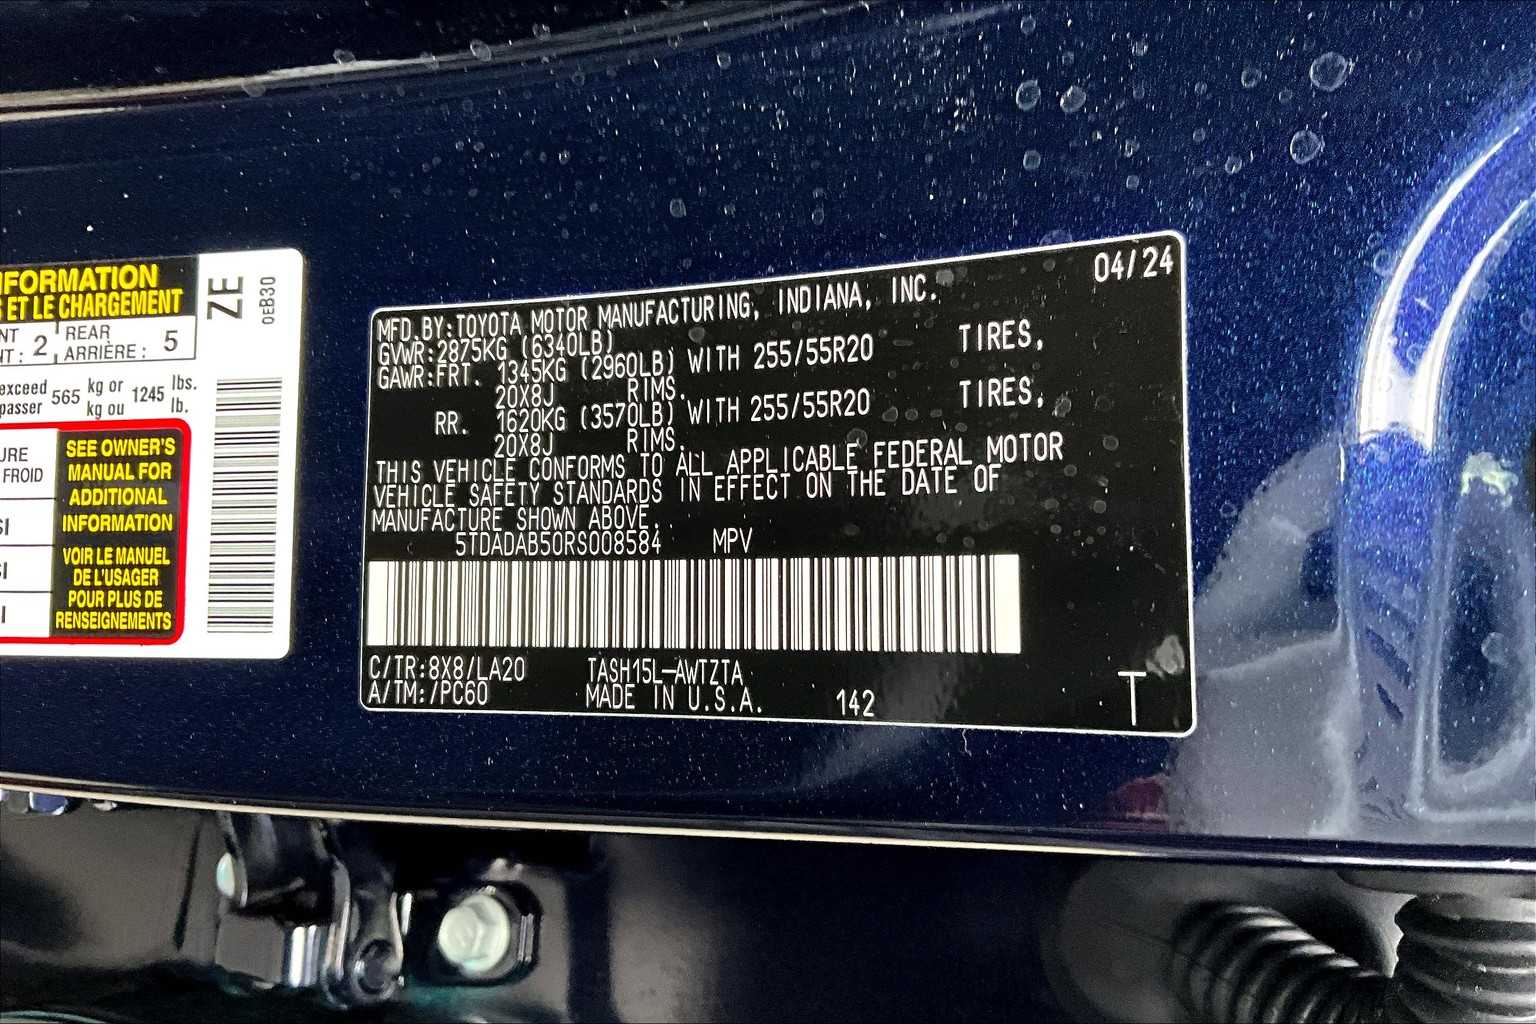 NFORMATION
S ET LE CHARGEMENT
NT : 2 REAR ARRIÈRE : 5
exceed 565 kg or 1245 lbs.
passer kg ou lb.
URE
FROID
SI
SI
I
SEE OWNER'S
MANUAL FOR
ADDITIONAL
INFORMATION
VOIR LE MANUEL
DE L'USAGER
POUR PLUS DE
RENSEIGNEMENTS
ZE
0EB30
04/24
MFD.BY:TOYOTA MOTOR MANUFACTURING, INDIANA, INC.
GVWR:2875KG (6340LB)
GAWR:FRT. 1345KG (2960LB) WITH 255/55R20 TIRES,
20X8J RIMS.
RR. 1620KG (3570LB) WITH 255/55R20 TIRES,
20X8J RIMS.
THIS VEHICLE CONFORMS TO ALL APPLICABLE FEDERAL MOTOR
VEHICLE SAFETY STANDARDS IN EFFECT ON THE DATE OF
MANUFACTURE SHOWN ABOVE.
5TDADAB50RS008584 MPV
C/TR:8X8/LA20 TASH15L-AWTZTA
A/TM:/PC60 MADE IN U.S.A. 142
T